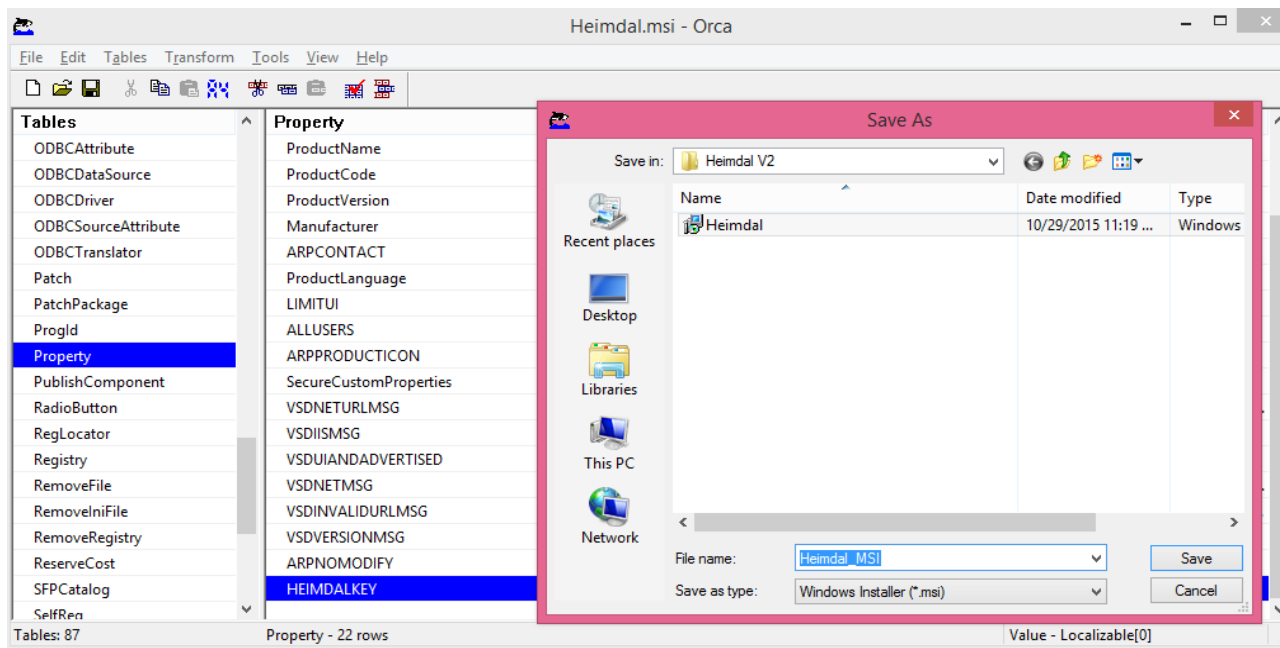 Heimdal.msi - Orca
File Edit Tables Transform Tools View Help
Tables
ODBCAttribute
ODBCDataSource
ODBCDriver
ODBCSourceAttribute
ODBCTranslator
Patch
PatchPackage
ProgId
Property
PublishComponent
RadioButton
RegLocator
Registry
RemoveFile
RemoveIniFile
RemoveRegistry
ReserveCost
SFPCatalog
SelfReg
Property
ProductName
ProductCode
ProductVersion
Manufacturer
ARPCONTACT
ProductLanguage
LIMITUI
ALLUSERS
ARPPRODUCTICON
SecureCustomProperties
VSDNETURLMSG
VSDIISMSG
VSDUIANDADVERTISED
VSDNETMSG
VSDINVALIDURLMSG
VSDVERSIONMSG
ARPNOMODIFY
HEIMDALKEY
Save As
Save in: Heimdal V2
Recent places
Desktop
Libraries
This PC
Network
Name Date modified Type
Heimdal 10/29/2015 11:19 ... Windows
File name: Heimdal_MSI Save
Save as type: Windows Installer (*.msi) Cancel
Tables: 87 Property - 22 rows Value - Localizable[0]